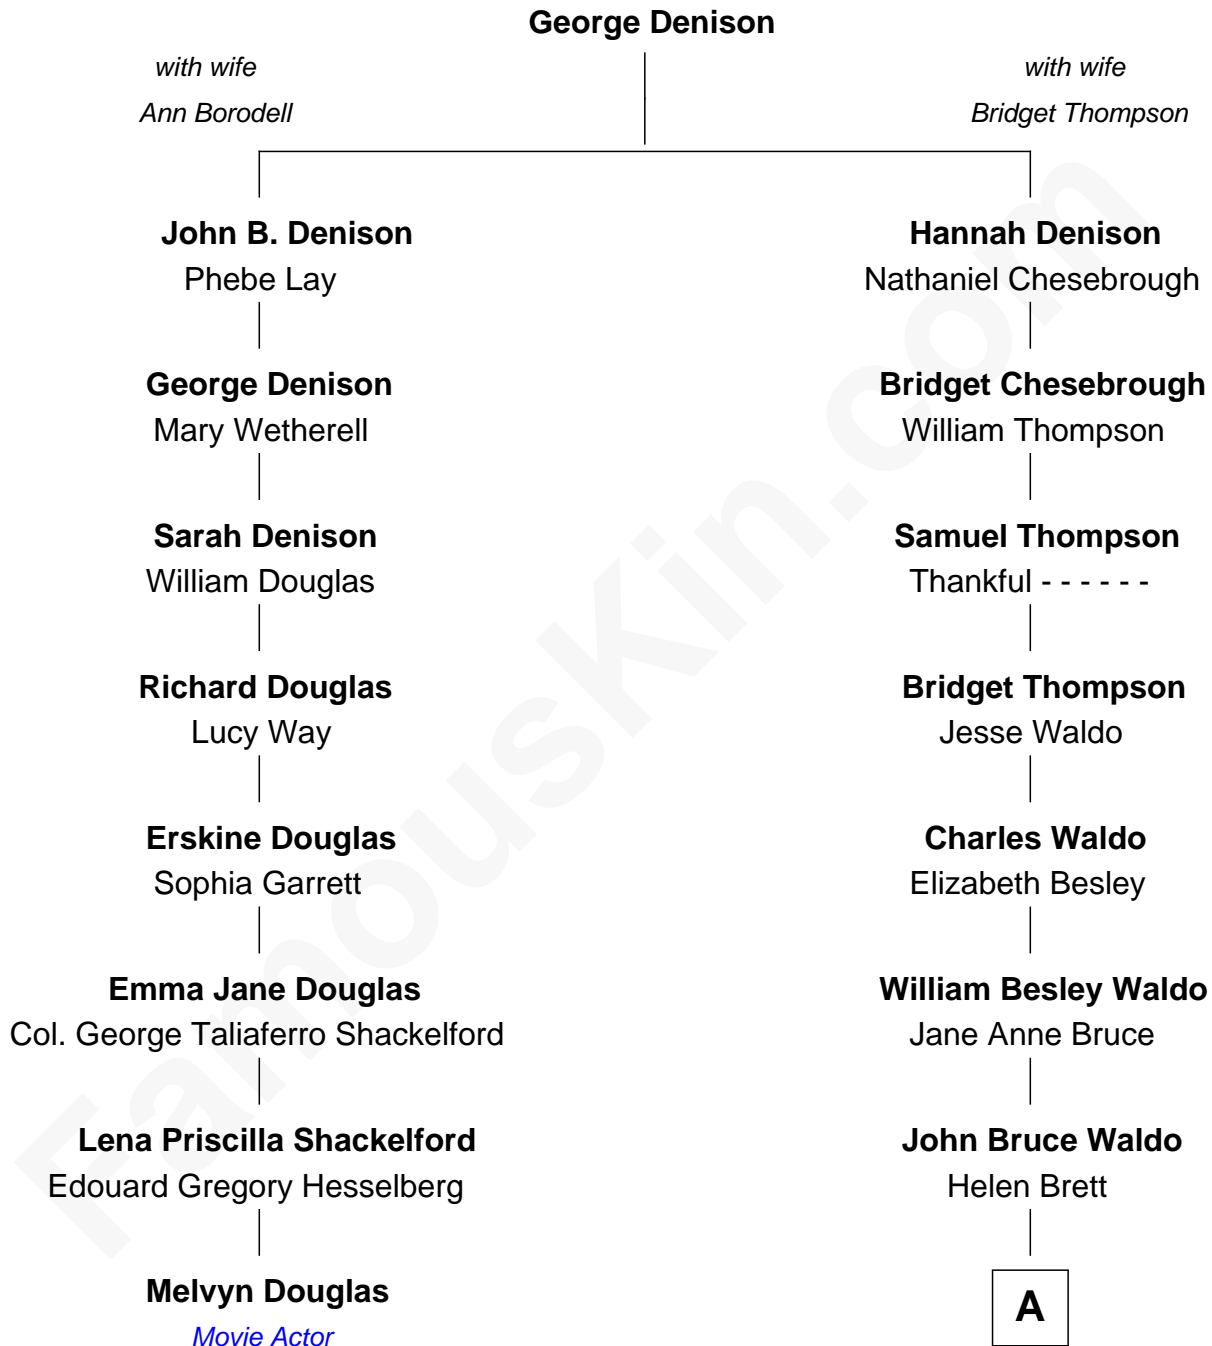 George Denison
with wife
Ann Borodell
with wife
Bridget Thompson
John B. Denison
Phebe Lay
Hannah Denison
Nathaniel Chesebrough
George Denison
Mary Wetherell
Bridget Chesebrough
William Thompson
Sarah Denison
William Douglas
Samuel Thompson
Thankful - - - - - -
Richard Douglas
Lucy Way
Bridget Thompson
Jesse Waldo
Erskine Douglas
Sophia Garrett
Charles Waldo
Elizabeth Besley
Emma Jane Douglas
Col. George Taliaferro Shackelford
William Besley Waldo
Jane Anne Bruce
Lena Priscilla Shackelford
Edouard Gregory Hesselberg
John Bruce Waldo
Helen Brett
Melvyn Douglas
Movie Actor
A
FamousKin.com